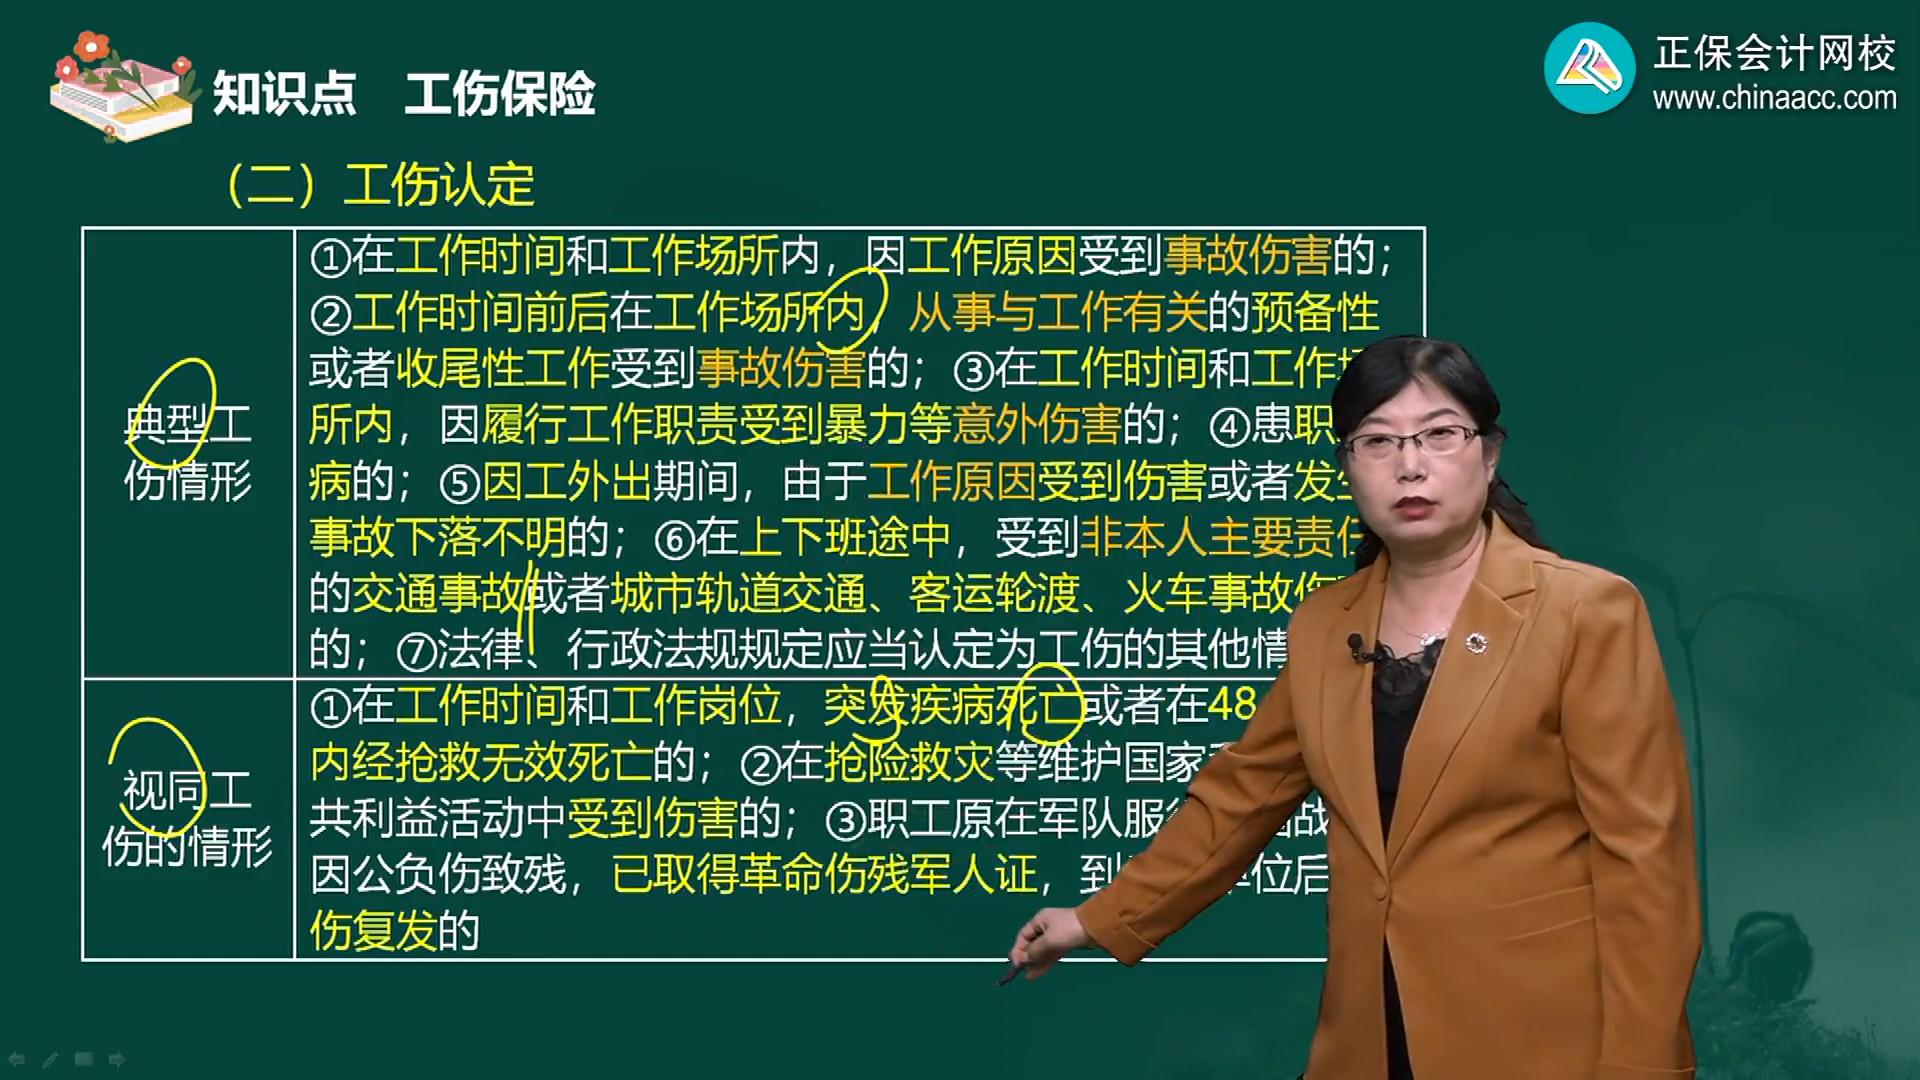 知识点　工伤保险
正保会计网校
www.chinaacc.com
（二）工伤认定
典型工
伤情形
①在工作时间和工作场所内，因工作原因受到事故伤害的；
②工作时间前后在工作场所内，从事与工作有关的预备性
或者收尾性工作受到事故伤害的；③在工作时间和工作场
所内，因履行工作职责受到暴力等意外伤害的；④患职
病的；⑤因工外出期间，由于工作原因受到伤害或者发生
事故下落不明的；⑥在上下班途中，受到非本人主要责任
的交通事故或者城市轨道交通、客运轮渡、火车事故伤
的；⑦法律、行政法规规定应当认定为工伤的其他情
视同工
伤的情形
①在工作时间和工作岗位，突发疾病死亡或者在48
内经抢救无效死亡的；②在抢险救灾等维护国家
共利益活动中受到伤害的；③职工原在军队服 战
因公负伤致残，已取得革命伤残军人证，到 单位后
伤复发的